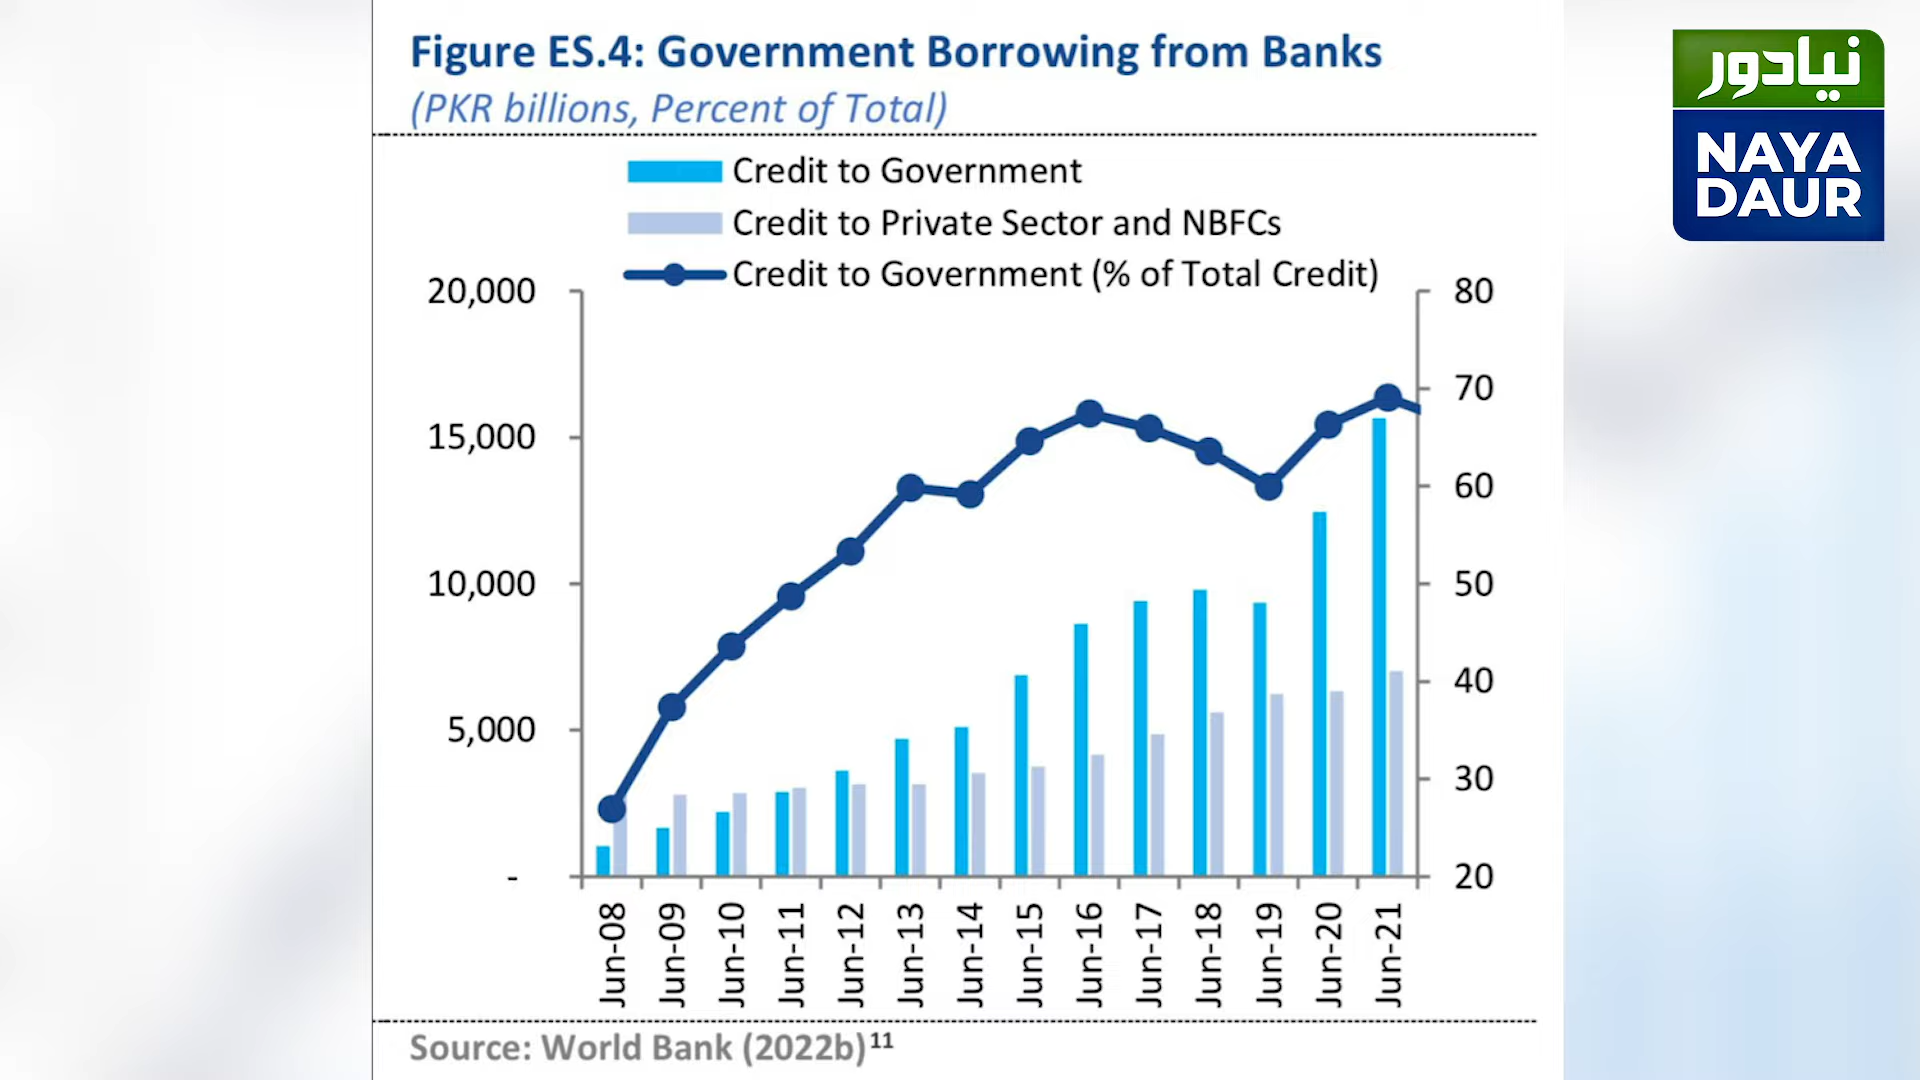 Figure ES.4: Government Borrowing from Banks
(PKR billions, Percent of Total)
نیادور
NAYA
DAUR
Credit to Government
Credit to Private Sector and NBFCs
Credit to Government (% of Total Credit)
20,000
15,000
10,000
5,000
-
80
70
60
50
40
30
20
Jun-08
Jun-09
Jun-10
Jun-11
Jun-12
Jun-13
Jun-14
Jun-15
Jun-16
Jun-17
Jun-18
Jun-19
Jun-20
Jun-21
Source: World Bank (2022b)¹¹